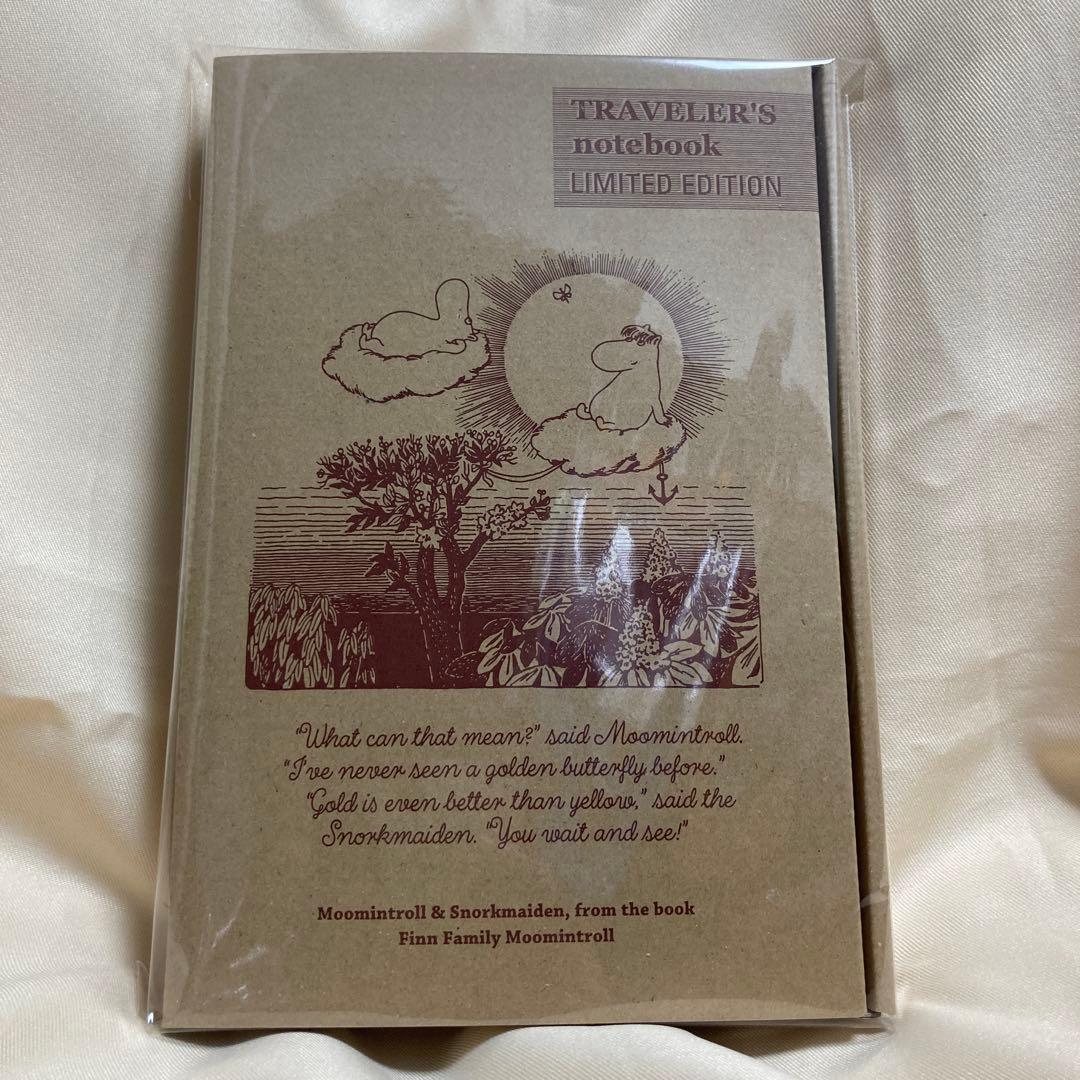 TRAVELER'S
notebook
LIMITED EDITION
"What can that mean?" said Moomintroll.
"I've never seen a golden butterfly before."
"Gold is even better than yellow," said the
Snorkmaiden. "You wait and see!"
Moomintroll & Snorkmaiden, from the book
Finn Family Moomintroll